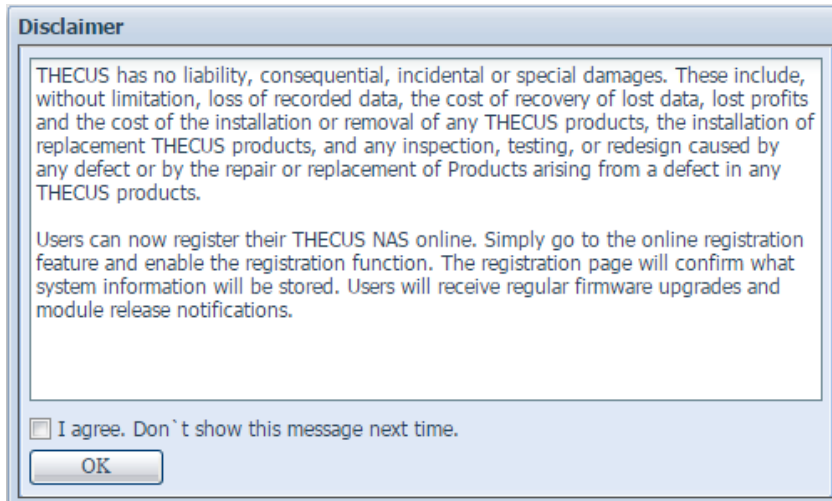 Disclaimer
THECUS has no liability, consequential, incidental or special damages. These include,
without limitation, loss of recorded data, the cost of recovery of lost data, lost profits
and the cost of the installation or removal of any THECUS products, the installation of
replacement THECUS products, and any inspection, testing, or redesign caused by
any defect or by the repair or replacement of Products arising from a defect in any
THECUS products.
Users can now register their THECUS NAS online. Simply go to the online registration
feature and enable the registration function. The registration page will confirm what
system information will be stored. Users will receive regular firmware upgrades and
module release notifications.
I agree. Don`t show this message next time.
OK